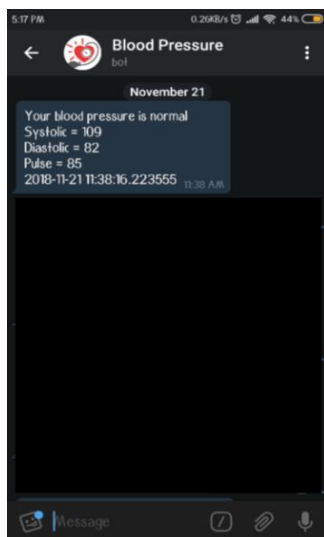 5:17 PM 0.26KB/s 44%
Blood Pressure
bot
November 21
Your blood pressure is normal
Systolic = 109
Diastolic = 82
Pulse = 85
2018-11-21 11:38:16.223555 11:38 AM
Message